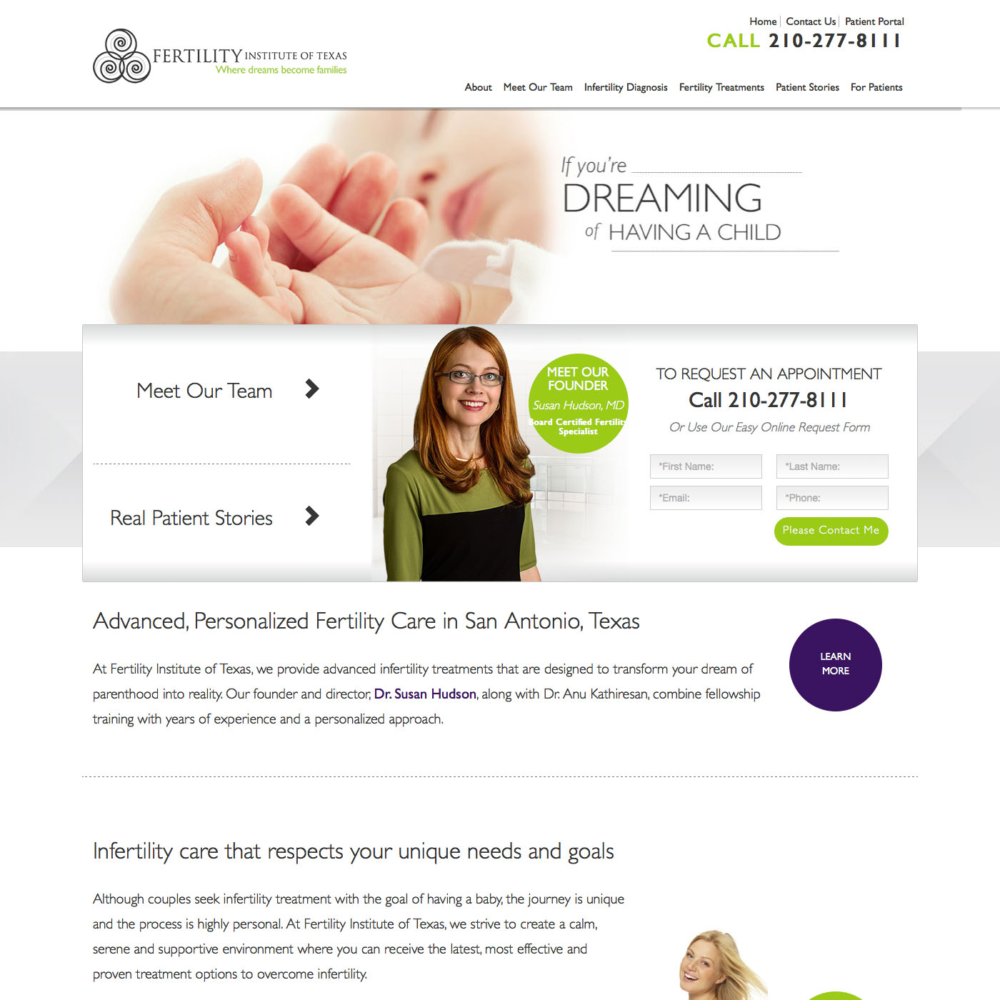 Home
Contact Us
Patient Portal
CALL 210-277-8111
FERTILITY INSTITUTE OF TEXAS
Where dreams become families
About
Meet Our Team
Infertility Diagnosis
Fertility Treatments
Patient Stories
For Patients
If you're
DREAMING
of HAVING A CHILD
Meet Our Team
Real Patient Stories
MEET OUR
FOUNDER
Susan Hudson, MD
Board Certified Fertility
Specialist
TO REQUEST AN APPOINTMENT
Call 210-277-8111
Or Use Our Easy Online Request Form
*First Name:
*Last Name:
*Email:
*Phone:
Please Contact Me
Advanced, Personalized Fertility Care in San Antonio, Texas
At Fertility Institute of Texas, we provide advanced infertility treatments that are designed to transform your dream of
parenthood into reality. Our founder and director, Dr. Susan Hudson, along with Dr. Anu Kathiresan, combine fellowship
training with years of experience and a personalized approach.
LEARN
MORE
Infertility care that respects your unique needs and goals
Although couples seek infertility treatment with the goal of having a baby, the journey is unique
and the process is highly personal. At Fertility Institute of Texas, we strive to create a calm,
serene and supportive environment where you can receive the latest, most effective and
proven treatment options to overcome infertility.